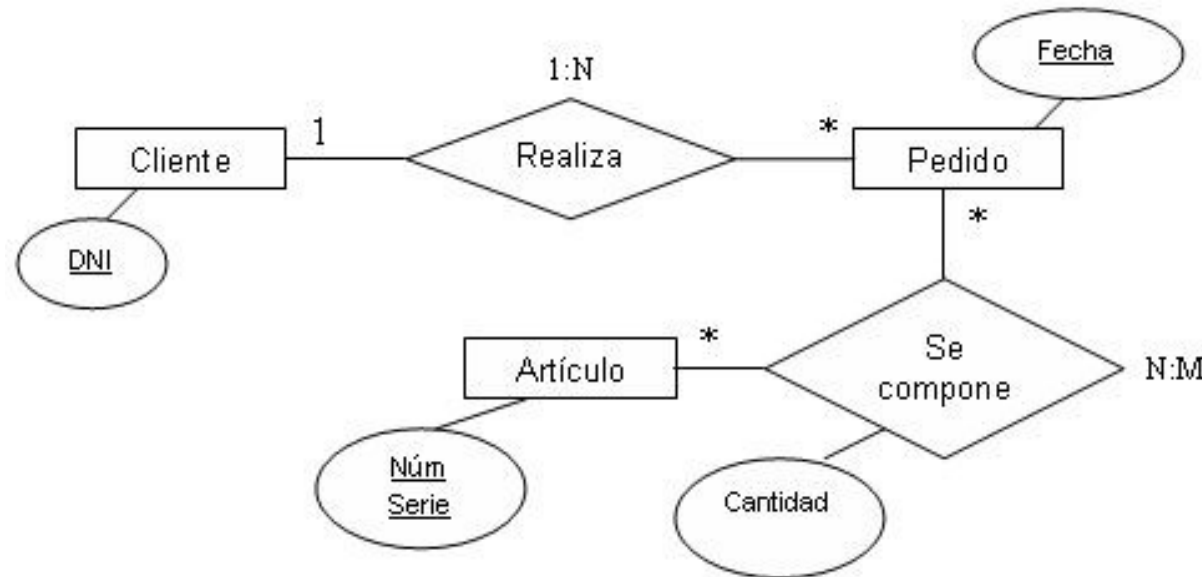 Fecha
1:N
Cliente
1
Realiza
*
Pedido
*
DNI
Artículo
*
Se
compone
N:M
Núm
Serie
Cantidad